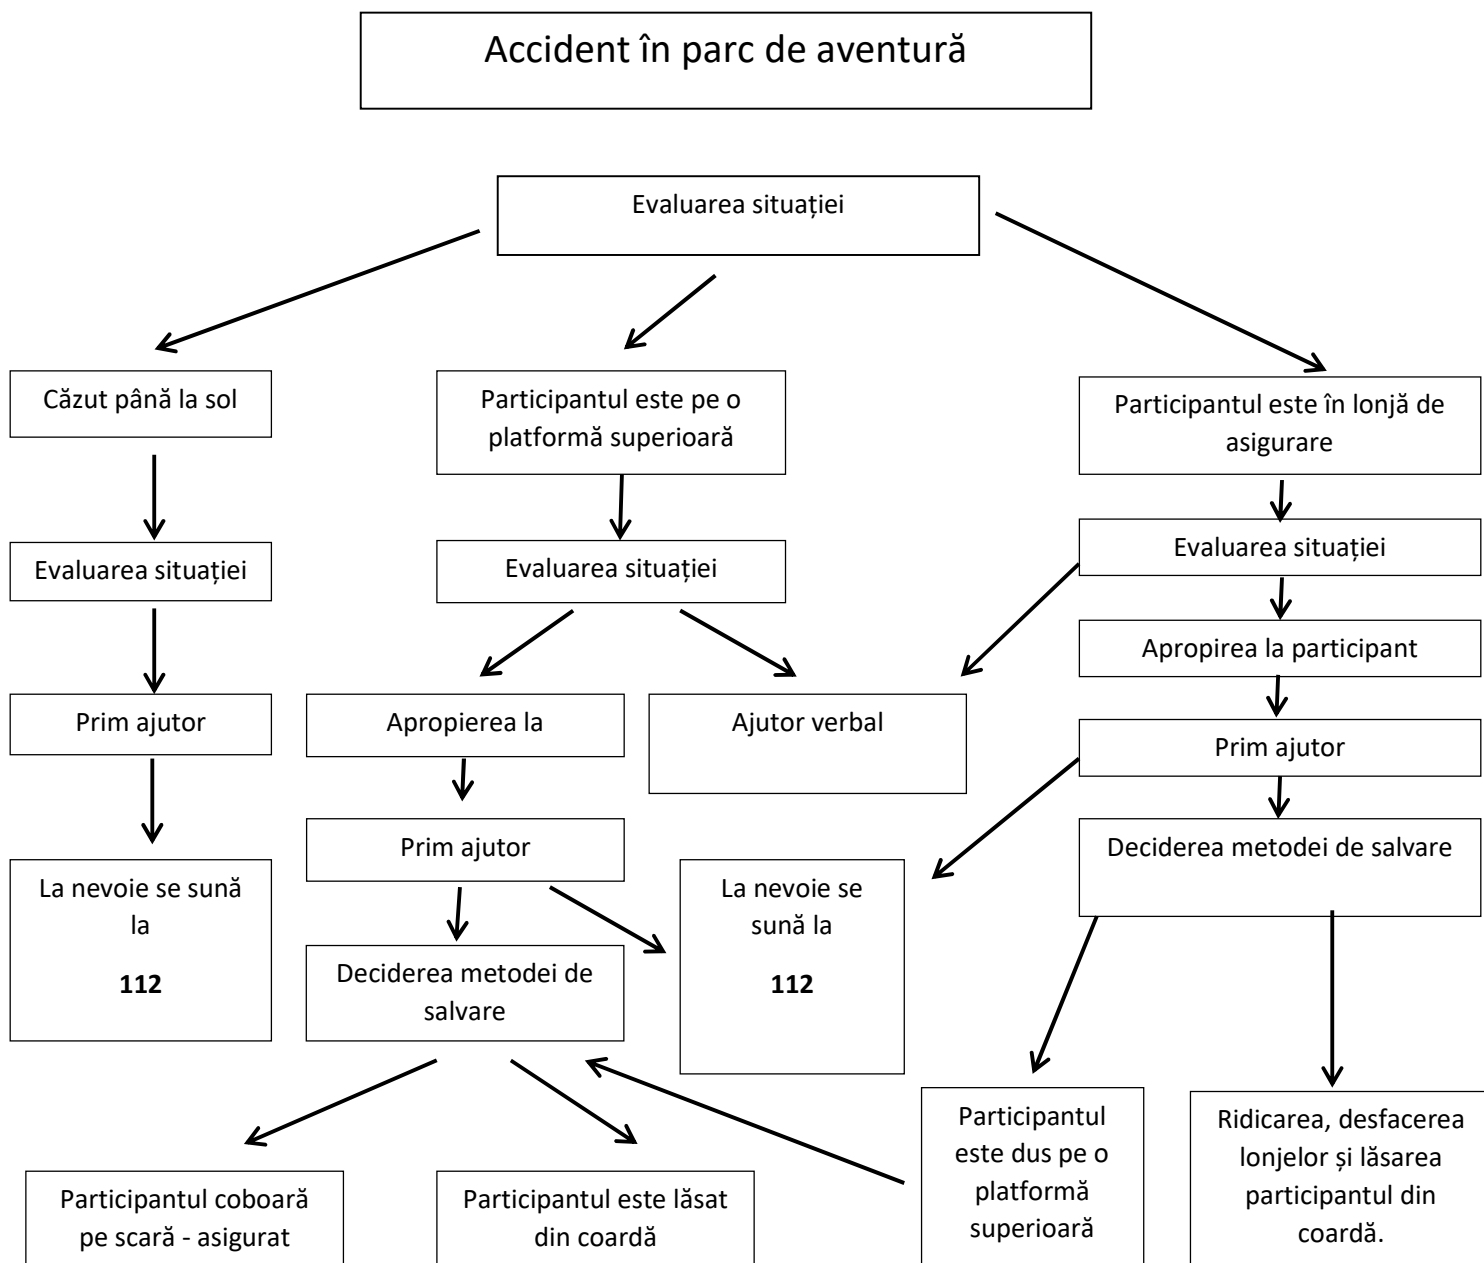 Accident în parc de aventură
Evaluarea situației
Căzut până la sol
Participantul este pe o
platformă superioară
Participantul este în lonjă de
asigurare
Evaluarea situației
Evaluarea situației
Evaluarea situației
Apropirea la participant
Prim ajutor
Apropierea la
Ajutor verbal
Prim ajutor
Prim ajutor
Deciderea metodei de salvare
La nevoie se sună
la
112
La nevoie se
sună la
112
Deciderea metodei de
salvare
Participantul
este dus pe o
platformă
superioară
Ridicarea, desfacerea
lonjelor și lăsarea
participantul din
coardă.
Participantul coboară
pe scară - asigurat
Participantul este lăsat
din coardă